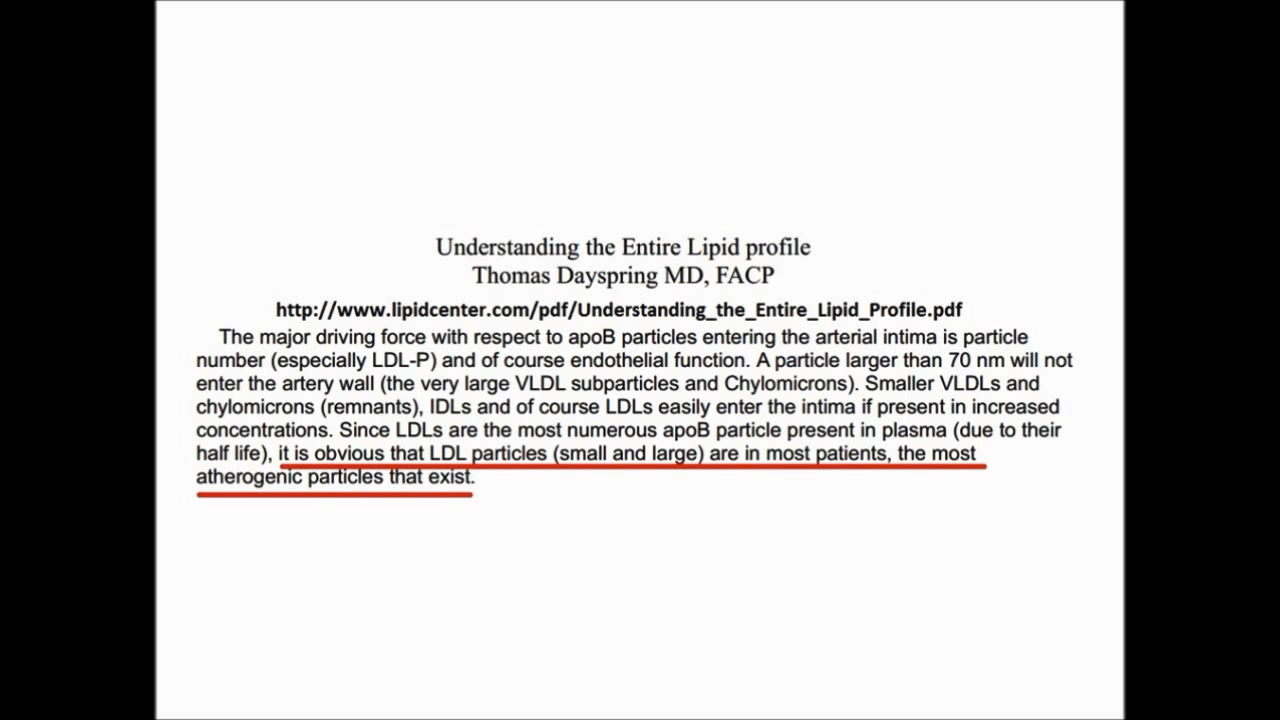 Understanding the Entire Lipid profile
Thomas Dayspring MD, FACP
http://www.lipidcenter.com/pdf/Understanding_the_Entire_Lipid_Profile.pdf
The major driving force with respect to apoB particles entering the arterial intima is particle
number (especially LDL-P) and of course endothelial function. A particle larger than 70 nm will not
enter the artery wall (the very large VLDL subparticles and Chylomicrons). Smaller VLDLs and
chylomicrons (remnants), IDLs and of course LDLs easily enter the intima if present in increased
concentrations. Since LDLs are the most numerous apoB particle present in plasma (due to their
half life), it is obvious that LDL particles (small and large) are in most patients, the most
atherogenic particles that exist.